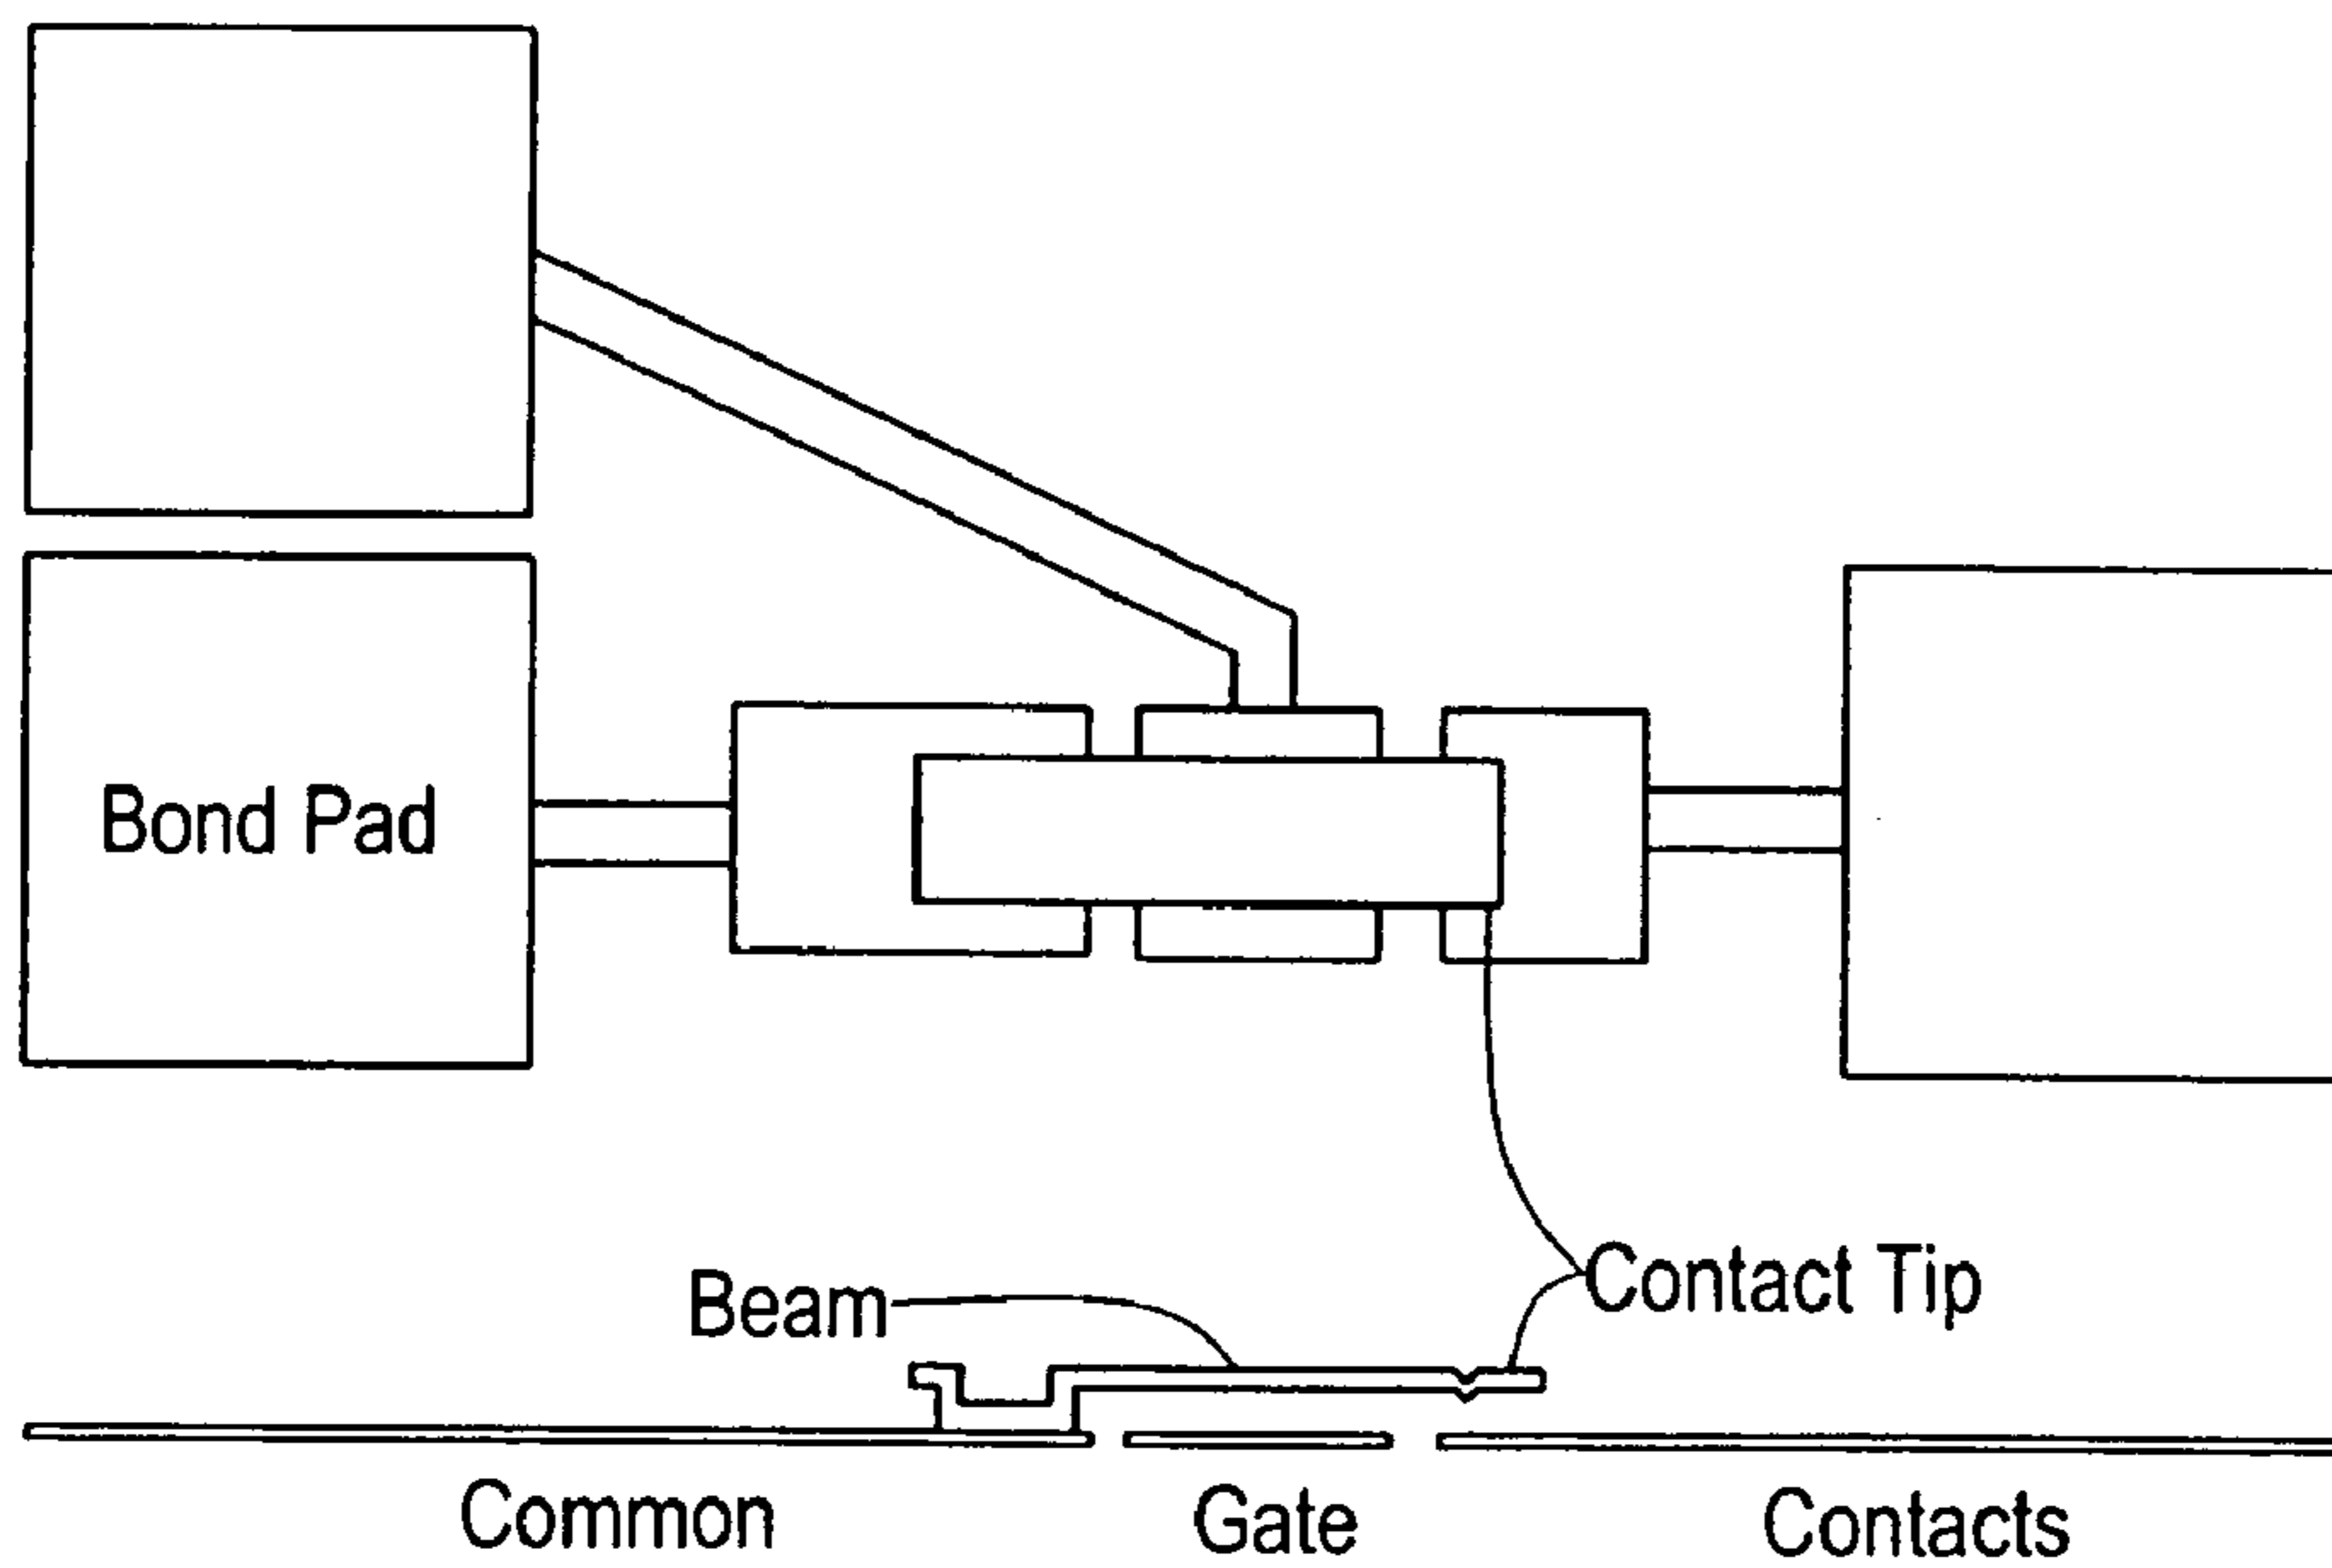 Bond Pad
Contact Tip
Beam
Common
Gate
Contacts